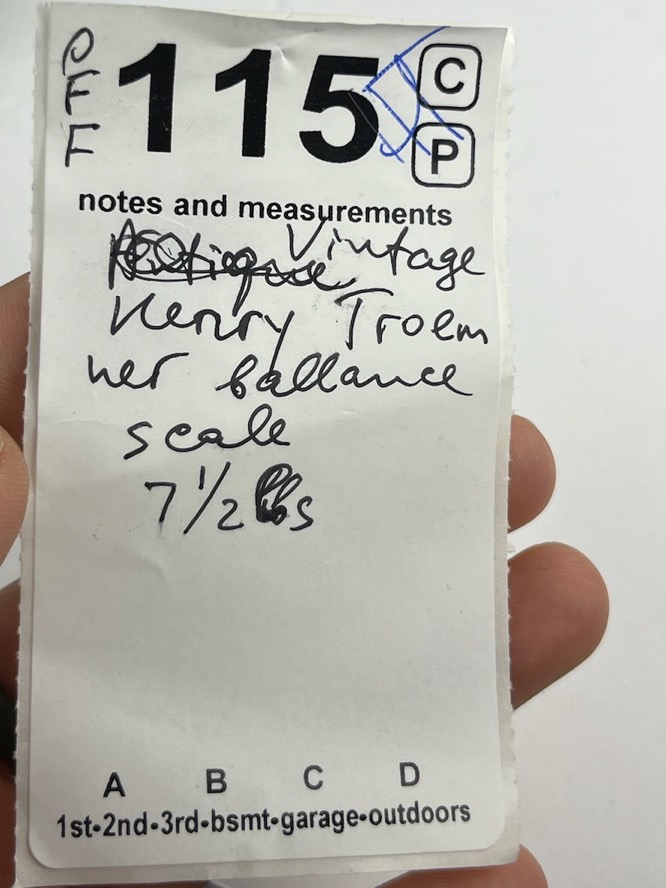 OFF
115
C
P
notes and measurements
Antique Vintage
Henry Troem
ner ballance
scale
7 1/2 lbs
A B C D
1st-2nd-3rd-bsmt-garage-outdoors